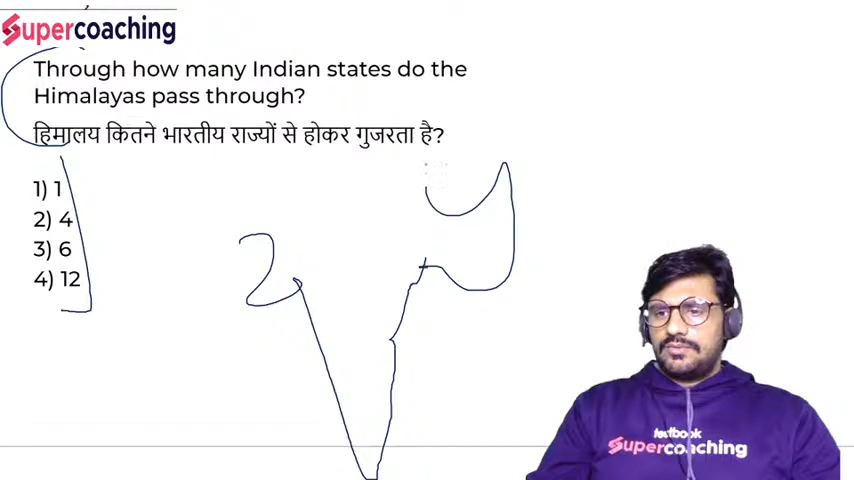 Supercoaching
Through how many Indian states do the
Himalayas pass through?
हिमालय कितने भारतीय राज्यों से होकर गुजरता है?
1) 1
2) 4
3) 6
4) 12
testbook
Supercoaching